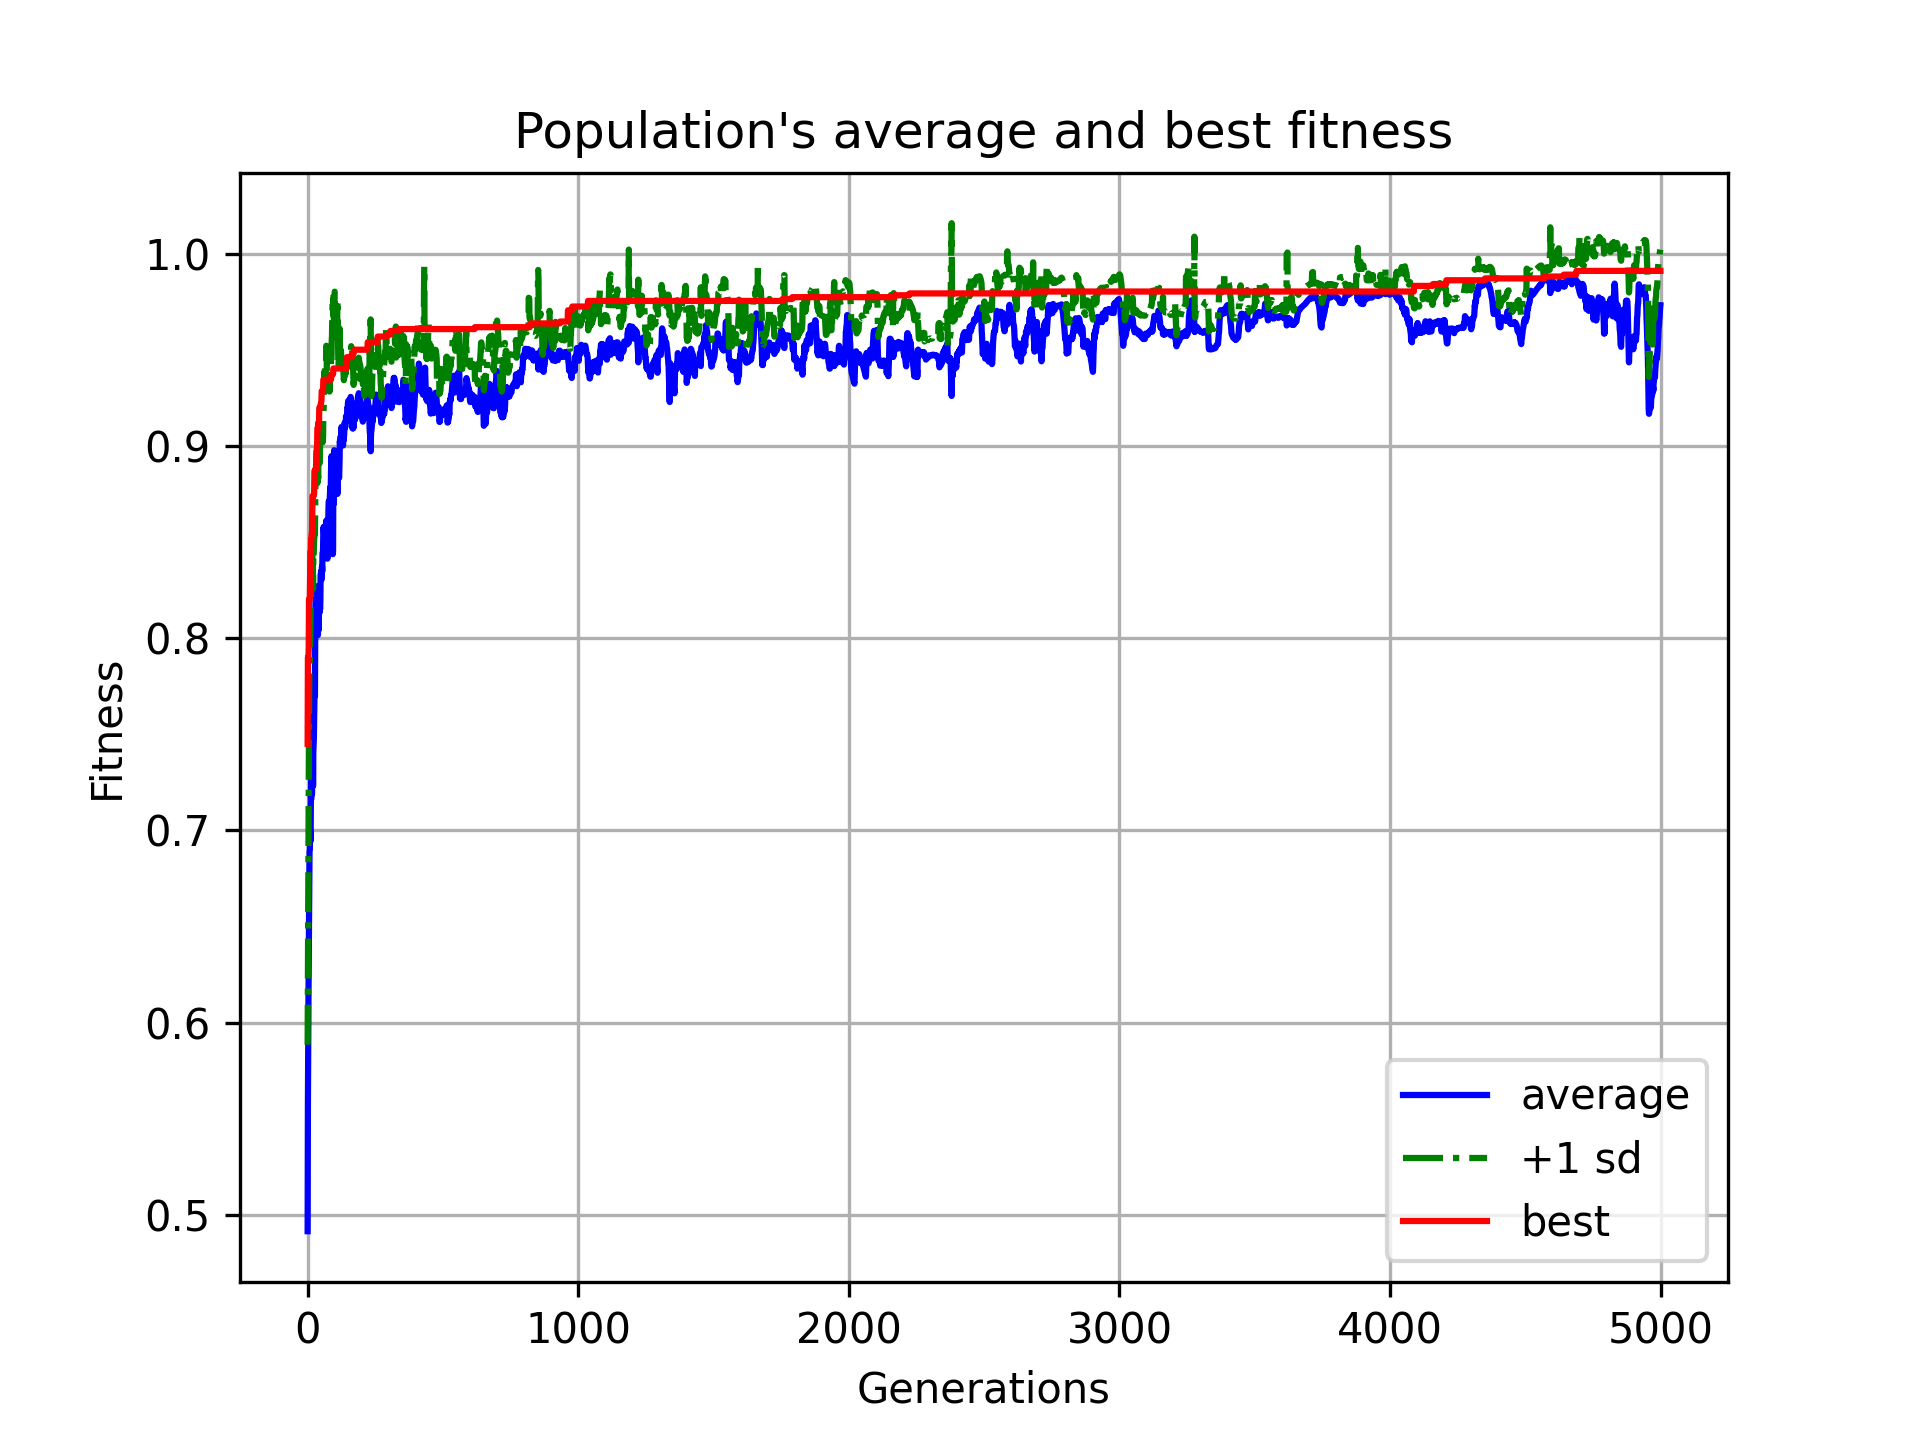 Population's average and best fitness
1.0
0.9
0.8
0.7
0.6
0.5
Fitness
average
+1 sd
best
0 1000 2000 3000 4000 5000
Generations